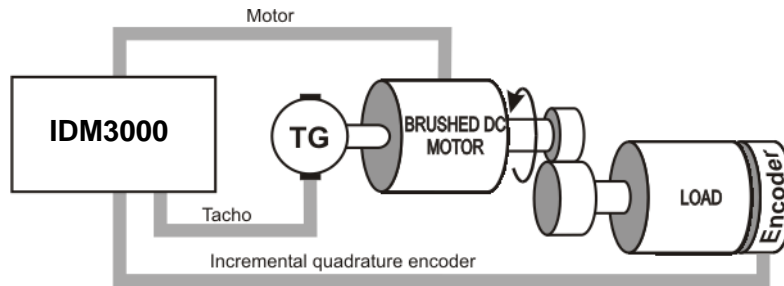 Motor
IDM3000
TG
BRUSHED DC
MOTOR
LOAD
Encoder
Tacho
Incremental quadrature encoder